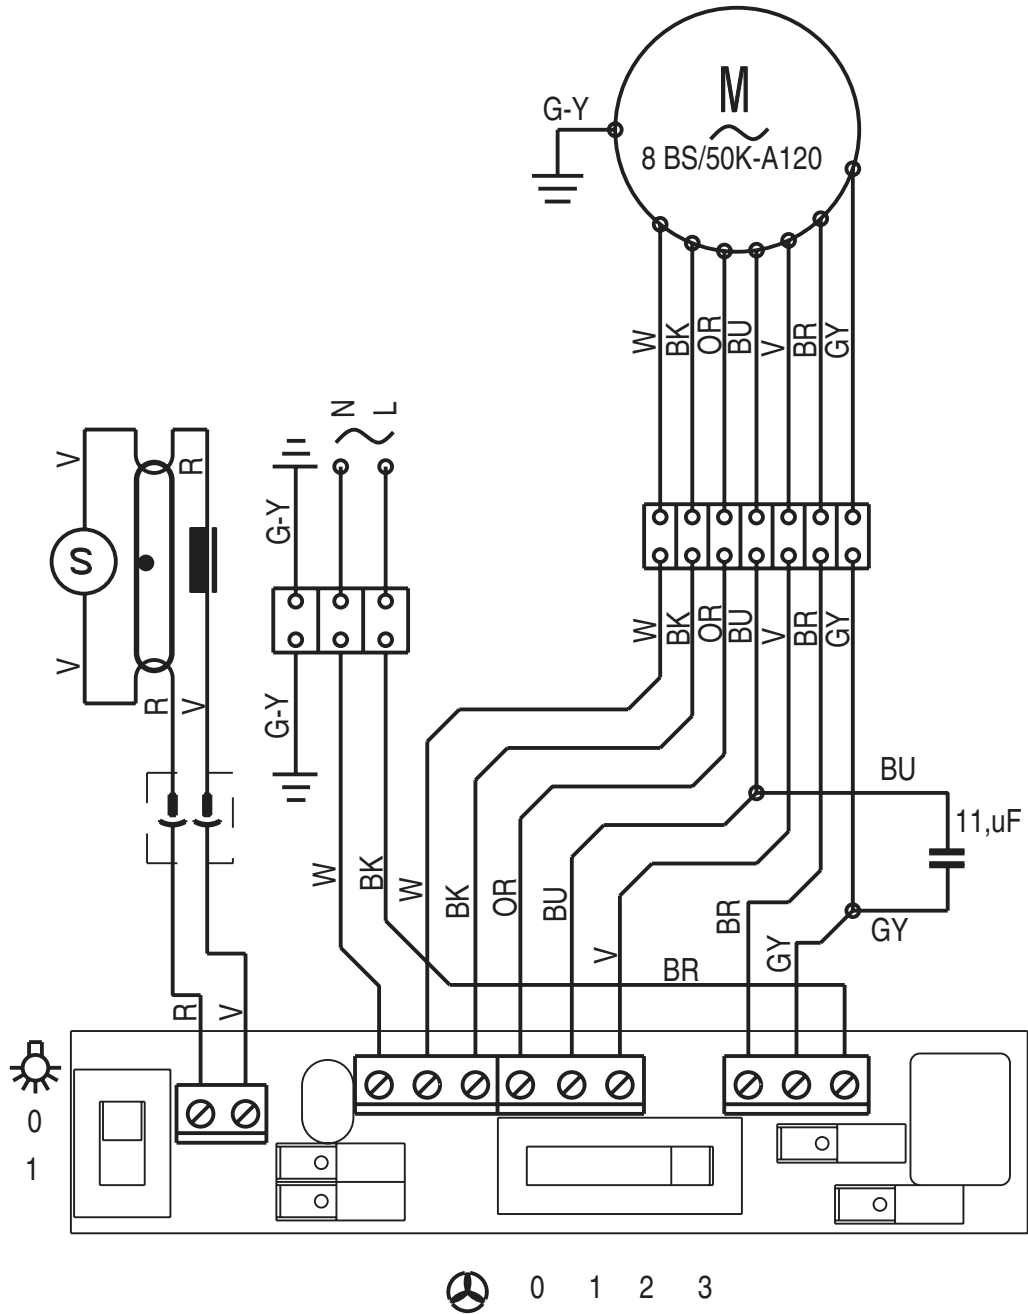 M
G-Y
8 BS/50K-A120
W BK OR BU V BR GY
N L
V R
G-Y
S
W BK OR BU V BR GY
V
R V
G-Y
BU
11,uF
W BK W BK OR BU V BR GY GY
BR
R V
0
1
0 1 2 3